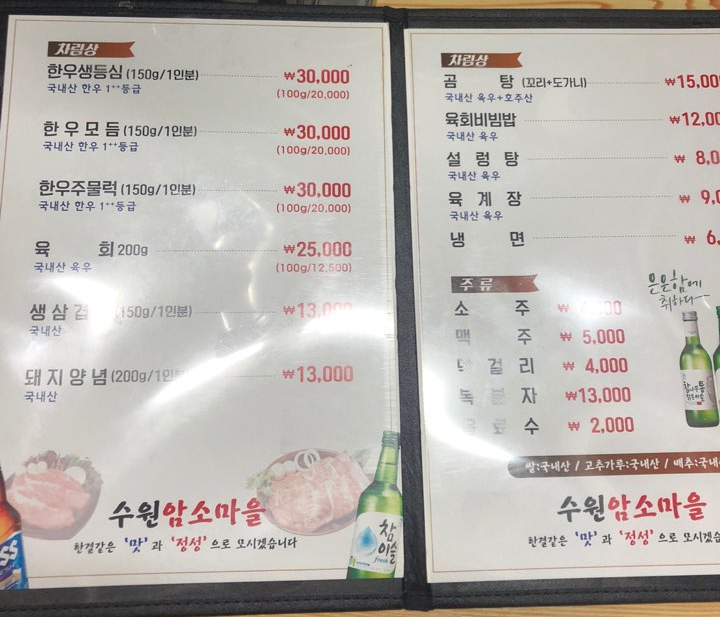 차림상
한우생등심 (150g/1인분) ₩30,000
국내산 한우 1++등급 (100g/20,000)
한우모듬 (150g/1인분) ₩30,000
국내산 한우 1++등급 (100g/20,000)
한우주물럭 (150g/1인분) ₩30,000
국내산 한우 1++등급 (100g/20,000)
육 회 200g ₩25,000
국내산 육우 (100g/12,500)
생삼겹 (150g/1인분) ₩13,000
국내산
돼지양념 (200g/1인분) ₩13,000
국내산
수원암소마을
한결같은 '맛'과 '정성'으로 모시겠습니다
참이슬
fresh
차림상
곰 탕 (꼬리+도가니) ₩15,00
국내산 육우+호주산
육회비빔밥 ₩12,00
국내산 육우
설렁탕 ₩ 8,0
국내산 육우
육계장 ₩ 9,0
국내산 육우
냉 면 ₩ 6,
주류
소 주
맥 주 ₩ 5,000
막걸리 ₩ 4,000
복분자 ₩13,000
음료수 ₩ 2,000
은은함에
취하다
쌀:국내산 / 고추가루:국내산 / 배추:국내
수원암소마을
한결같은 '맛'과 '정성'으로 모시겠습